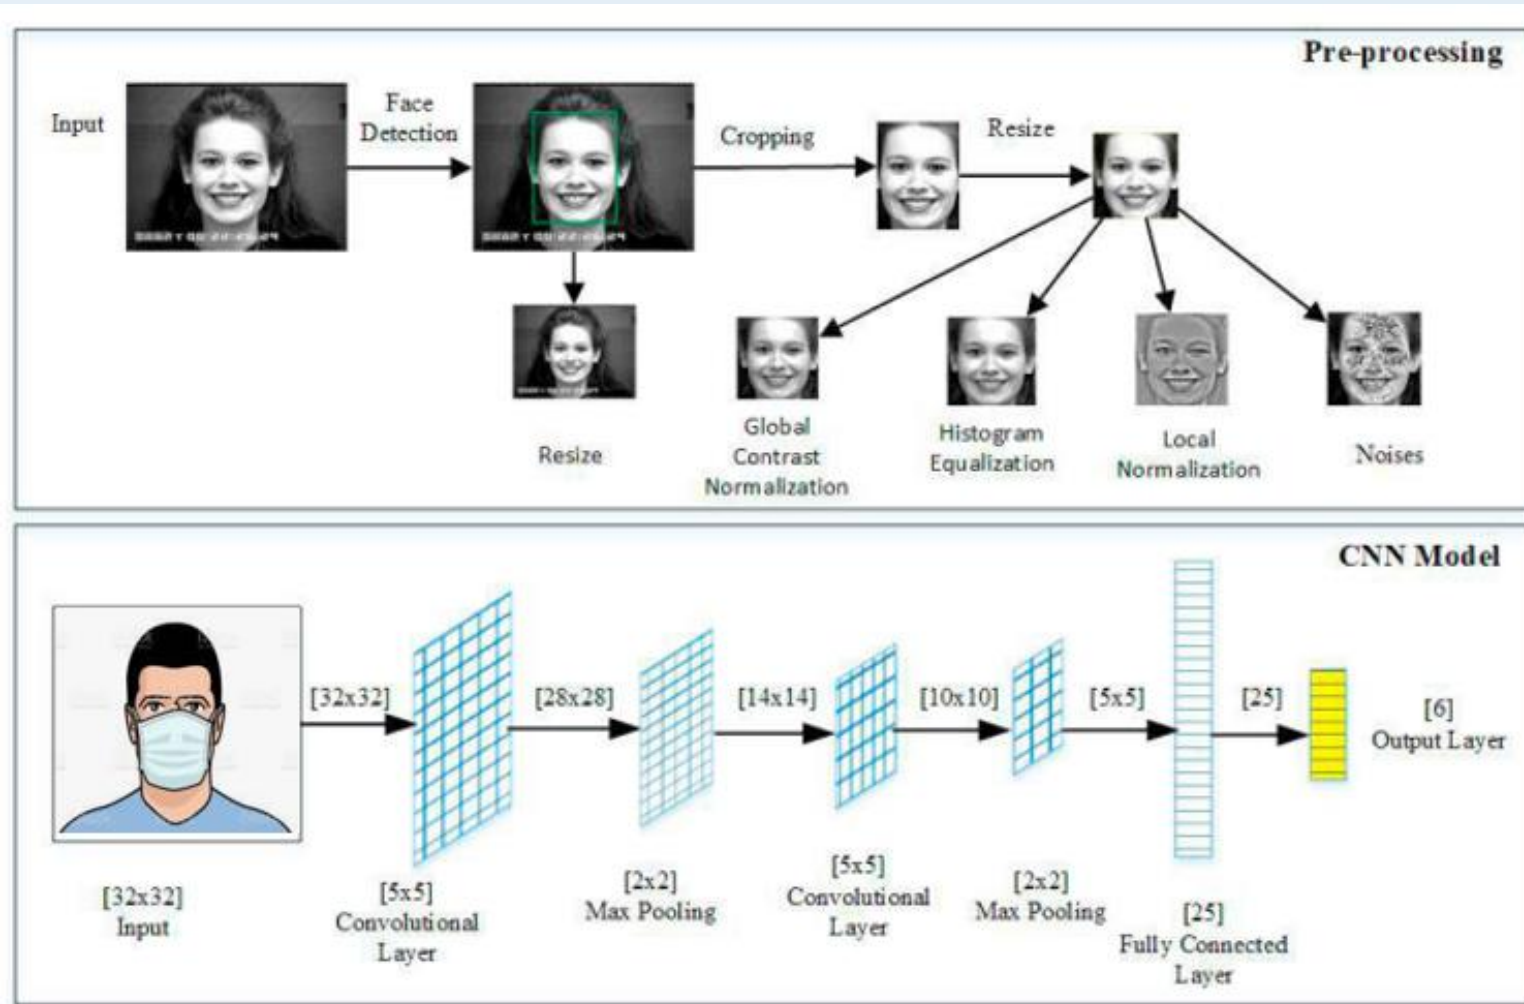 Pre-processing
Input
Face
Detection
Cropping
Resize
Resize
Global
Contrast
Normalization
Histogram
Equalization
Local
Normalization
Noises
CNN Model
[32x32]
[28x28]
[14x14]
[10x10]
[5x5]
[25]
[6]
Output Layer
[32x32]
Input
[5x5]
Convolutional
Layer
[2x2]
Max Pooling
[5x5]
Convolutional
Layer
[2x2]
Max Pooling
[25]
Fully Connected
Layer